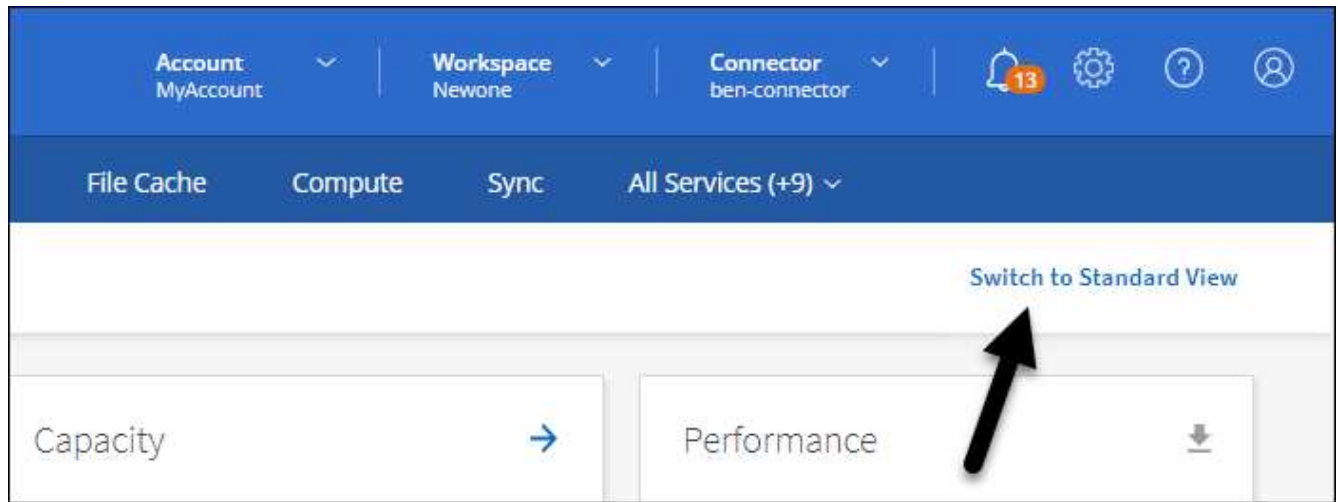 Account
MyAccount
Workspace
Newone
Connector
ben-connector
13
?
File Cache Compute Sync All Services (+9)
Switch to Standard View
Capacity Performance